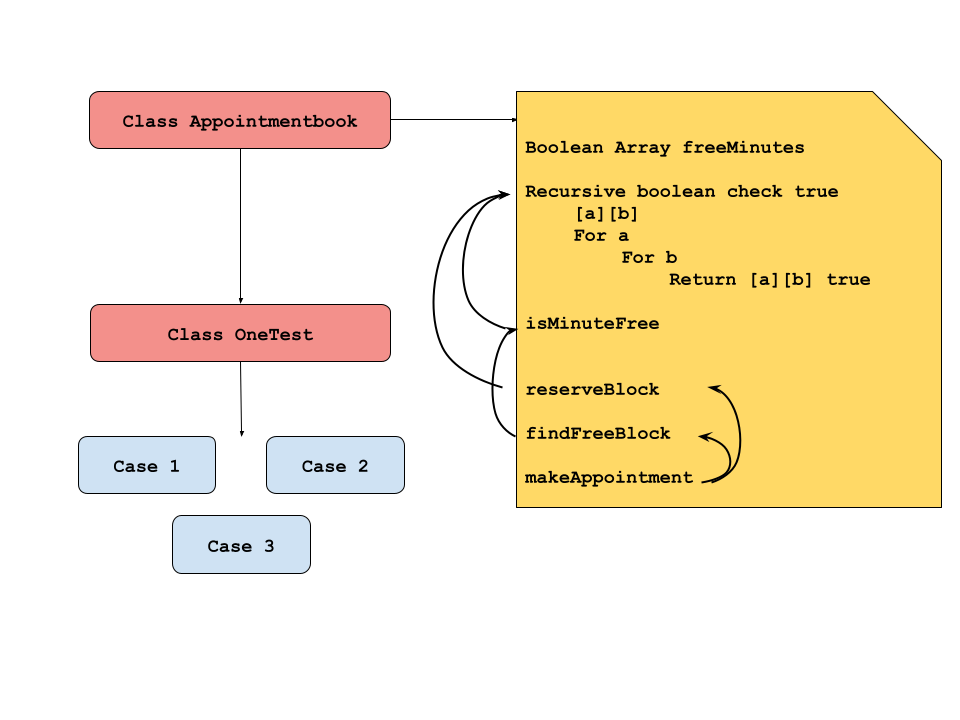 Class Appointmentbook
Boolean Array freeMinutes
Recursive boolean check true
[a][b]
For a
For b
Return [a][b] true
isMinuteFree
reserveBlock
findFreeBlock
makeAppointment
Class OneTest
Case 1
Case 2
Case 3